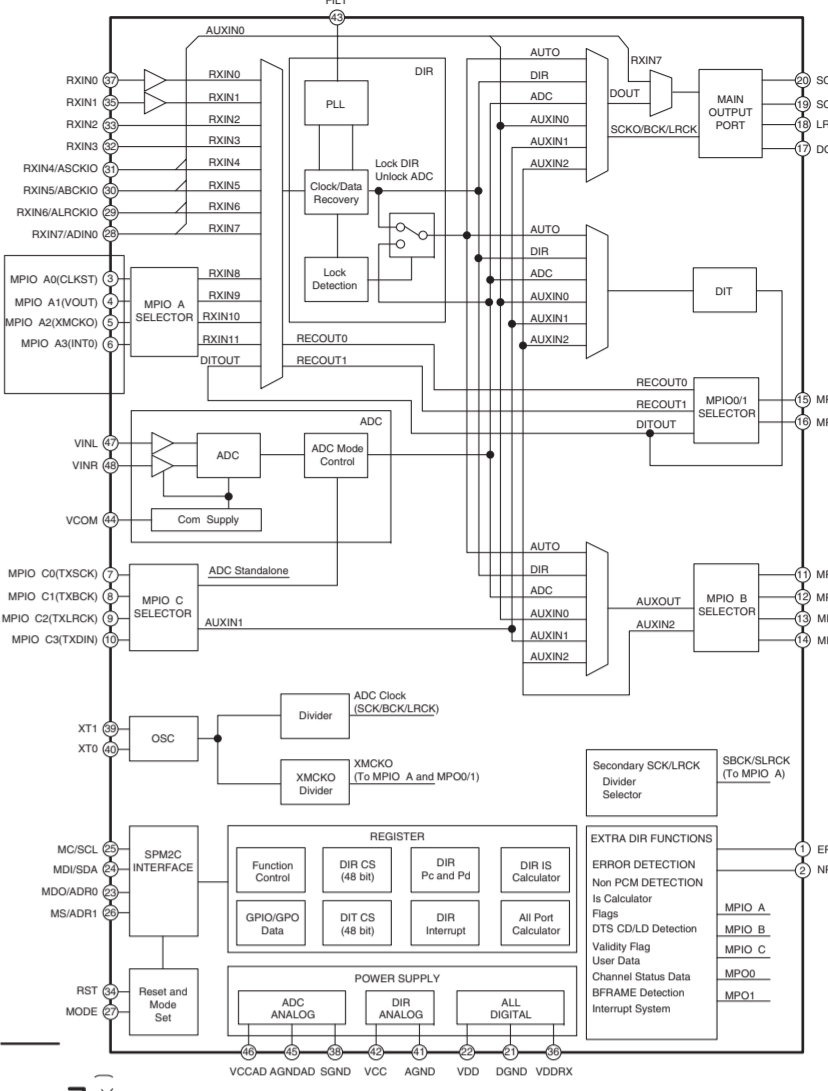 43
AUXIN0
RXIN0 37
RXIN0
RXIN1 35
RXIN1
RXIN2 33
RXIN2
RXIN3 32
RXIN3
RXIN4/ASCKIO 31
RXIN4
RXIN5/ABCKIO 30
RXIN5
RXIN6/ALRCKIO 29
RXIN6
RXIN7/ADIN0 28
RXIN7
DIR
PLL
Clock/Data
Recovery
Lock DIR
Unlock ADC
Lock
Detection
AUTO
DIR
ADC
AUXIN0
AUXIN1
AUXIN2
RXIN7
DOUT
SCKO/BCK/LRCK
MAIN
OUTPUT
PORT
20
19
18
17
MPIO A0(CLKST) 3
MPIO A1(VOUT) 4
MPIO A2(XMCKO) 5
MPIO A3(INT0) 6
MPIO A
SELECTOR
RXIN8
RXIN9
RXIN10
RXIN11
DITOUT
RECOUT0
RECOUT1
AUTO
DIR
ADC
AUXIN0
AUXIN1
AUXIN2
DIT
RECOUT0
RECOUT1
DITOUT
MPIO0/1
SELECTOR
15
16
ADC
VINL 47
VINR 48
ADC
ADC Mode
Control
VCOM 44
Com Supply
MPIO C0(TXSCK) 7
MPIO C1(TXBCK) 8
MPIO C2(TXLRCK) 9
MPIO C3(TXDIN) 10
MPIO C
SELECTOR
ADC Standalone
AUXIN1
AUTO
DIR
ADC
AUXIN0
AUXIN1
AUXIN2
AUXOUT
AUXIN2
MPIO B
SELECTOR
11
12
13
14
XT1 39
XT0 40
OSC
Divider
ADC Clock
(SCK/BCK/LRCK)
XMCKO
Divider
XMCKO
(To MPIO A and MPO0/1)
Secondary SCK/LRCK
Divider
Selector
SBCK/SLRCK
(To MPIO A)
MC/SCL 25
MDI/SDA 24
MDO/ADR0 23
MS/ADR1 26
SPM2C
INTERFACE
REGISTER
Function
Control
DIR CS
(48 bit)
DIR
Pc and Pd
DIR IS
Calculator
GPIO/GPO
Data
DIT CS
(48 bit)
DIR
Interrupt
All Port
Calculator
EXTRA DIR FUNCTIONS
ERROR DETECTION
Non PCM DETECTION
Is Calculator
Flags
DTS CD/LD Detection
Validity Flag
User Data
Channel Status Data
BFRAME Detection
Interrupt System
1
2
MPIO A
MPIO B
MPIO C
MPO0
MPO1
RST 34
MODE 27
Reset and
Mode
Set
POWER SUPPLY
ADC
ANALOG
DIR
ANALOG
ALL
DIGITAL
46 45 38 42 41 22 21 36
VCCAD AGNDAD SGND VCC AGND VDD DGND VDDRX